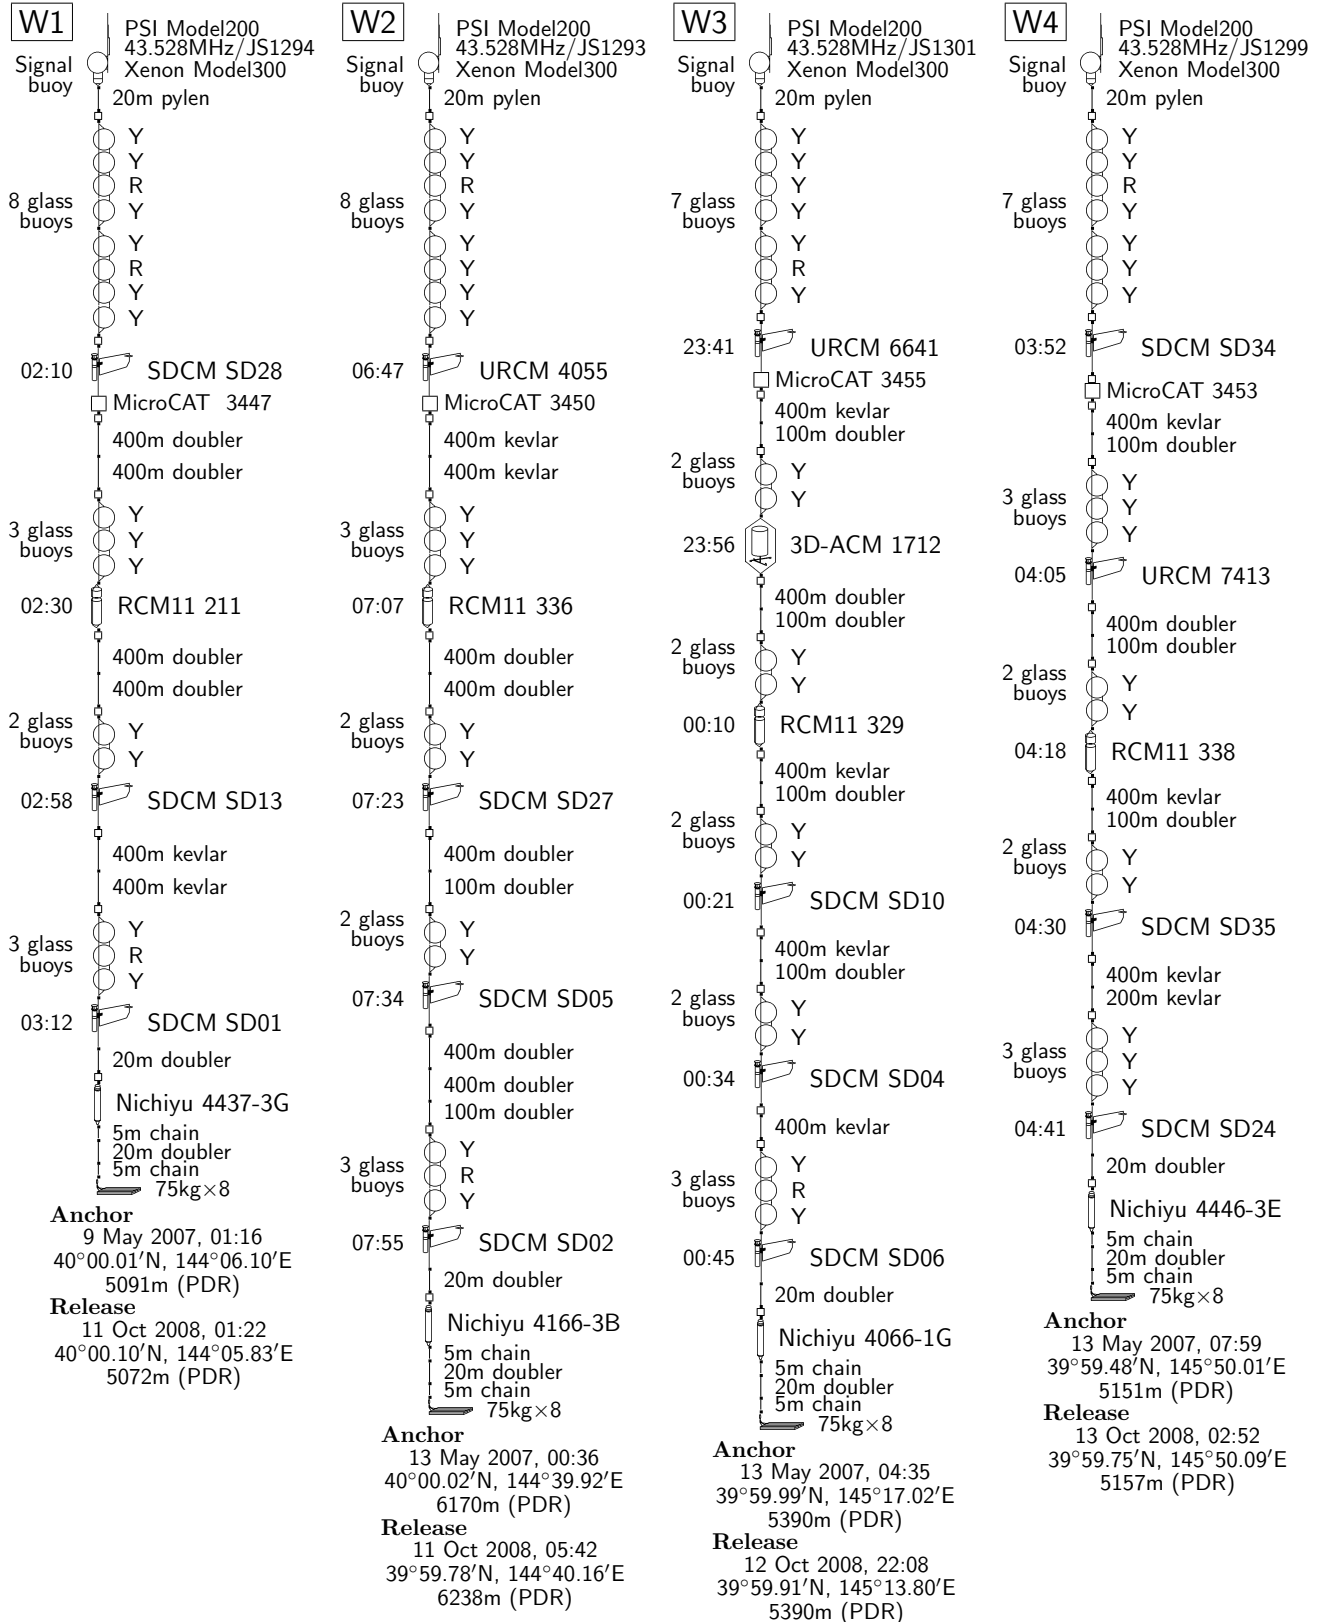 W1
PSI Model200
43.528MHz/JS1294
Xenon Model300
Signal
buoy
20m pylen
Y
Y
R
Y
8 glass
buoys
Y
R
Y
Y
02:10
SDCM SD28
MicroCAT 3447
400m doubler
400m doubler
3 glass
buoys
Y
Y
Y
02:30
RCM11 211
400m doubler
400m doubler
2 glass
buoys
Y
Y
02:58
SDCM SD13
400m kevlar
400m kevlar
3 glass
buoys
Y
R
Y
03:12
SDCM SD01
20m doubler
Nichiyu 4437-3G
5m chain
20m doubler
5m chain
75kg×8
Anchor
9 May 2007, 01:16
40°00.01′N, 144°06.10′E
5091m (PDR)
Release
11 Oct 2008, 01:22
40°00.10′N, 144°05.83′E
5072m (PDR)
W2
PSI Model200
43.528MHz/JS1293
Xenon Model300
Signal
buoy
20m pylen
Y
Y
R
Y
8 glass
buoys
Y
Y
Y
Y
06:47
URCM 4055
MicroCAT 3450
400m kevlar
400m kevlar
3 glass
buoys
Y
Y
Y
07:07
RCM11 336
400m doubler
400m doubler
2 glass
buoys
Y
Y
07:23
SDCM SD27
400m doubler
100m doubler
2 glass
buoys
Y
Y
07:34
SDCM SD05
400m doubler
400m doubler
100m doubler
3 glass
buoys
Y
R
Y
07:55
SDCM SD02
20m doubler
Nichiyu 4166-3B
5m chain
20m doubler
5m chain
75kg×8
Anchor
13 May 2007, 00:36
40°00.02′N, 144°39.92′E
6170m (PDR)
Release
11 Oct 2008, 05:42
39°59.78′N, 144°40.16′E
6238m (PDR)
W3
PSI Model200
43.528MHz/JS1301
Xenon Model300
Signal
buoy
20m pylen
Y
Y
Y
Y
7 glass
buoys
Y
R
Y
23:41
URCM 6641
MicroCAT 3455
400m kevlar
100m doubler
2 glass
buoys
Y
Y
23:56
A
3D-ACM 1712
400m doubler
100m doubler
2 glass
buoys
Y
Y
00:10
RCM11 329
400m kevlar
100m doubler
2 glass
buoys
Y
Y
00:21
SDCM SD10
400m kevlar
100m doubler
2 glass
buoys
Y
Y
00:34
SDCM SD04
400m kevlar
3 glass
buoys
Y
R
Y
00:45
SDCM SD06
20m doubler
Nichiyu 4066-1G
5m chain
20m doubler
5m chain
75kg×8
Anchor
13 May 2007, 04:35
39°59.99′N, 145°17.02′E
5390m (PDR)
Release
12 Oct 2008, 22:08
39°59.91′N, 145°13.80′E
5390m (PDR)
W4
PSI Model200
43.528MHz/JS1299
Xenon Model300
Signal
buoy
20m pylen
Y
Y
R
Y
7 glass
buoys
Y
Y
Y
03:52
SDCM SD34
MicroCAT 3453
400m kevlar
100m doubler
3 glass
buoys
Y
Y
Y
04:05
URCM 7413
400m doubler
100m doubler
2 glass
buoys
Y
Y
04:18
RCM11 338
400m kevlar
100m doubler
2 glass
buoys
Y
Y
04:30
SDCM SD35
400m kevlar
200m kevlar
3 glass
buoys
Y
Y
Y
04:41
SDCM SD24
20m doubler
Nichiyu 4446-3E
5m chain
20m doubler
5m chain
75kg×8
Anchor
13 May 2007, 07:59
39°59.48′N, 145°50.01′E
5151m (PDR)
Release
13 Oct 2008, 02:52
39°59.75′N, 145°50.09′E
5157m (PDR)